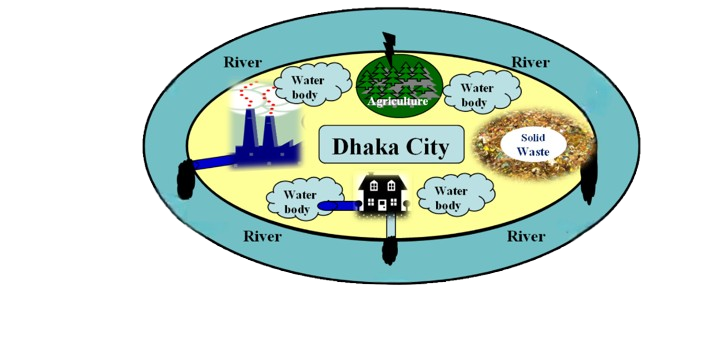 River
River
Water
body
Water
body
Agriculture
Dhaka City
Solid
Waste
Water
body
Water
body
River
River